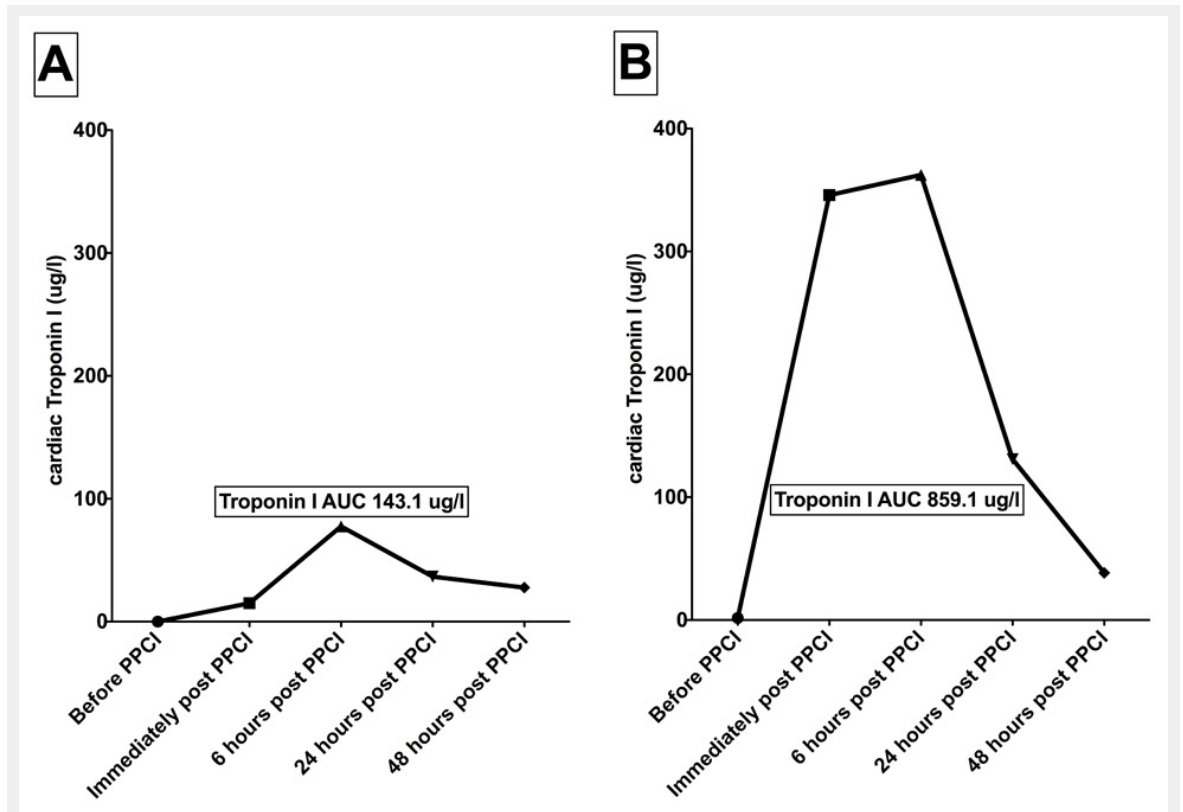 A
400
300
200
100
0
cardiac Troponin I (ug/l)
Troponin I AUC 143.1 ug/l
Before PPCI
Immediately post PPCI
6 hours post PPCI
24 hours post PPCI
48 hours post PPCI
B
400
300
200
100
0
cardiac Troponin I (ug/l)
Troponin I AUC 859.1 ug/l
Before PPCI
Immediately post PPCI
6 hours post PPCI
24 hours post PPCI
48 hours post PPCI